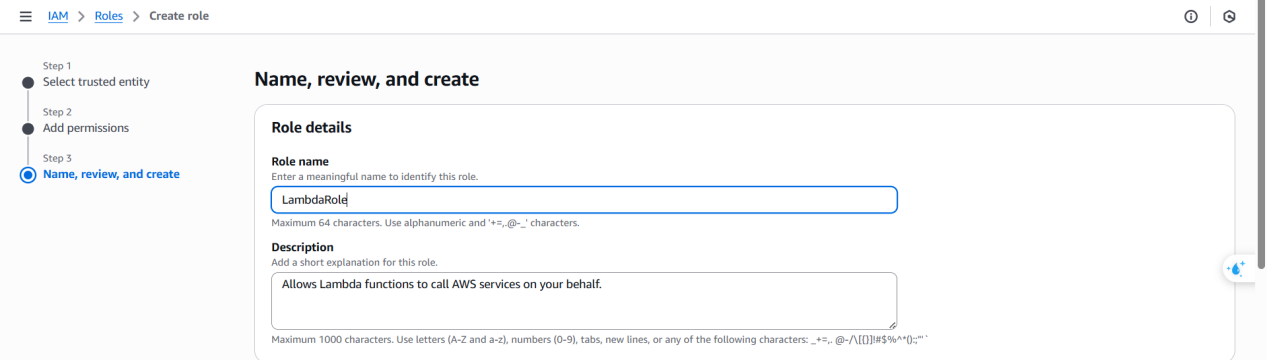 IAM > Roles > Create role
Step 1
Select trusted entity
Step 2
Add permissions
Step 3
Name, review, and create
Name, review, and create
Role details
Role name
Enter a meaningful name to identify this role.
LambdaRole
Maximum 64 characters. Use alphanumeric and '+=,.@-_' characters.
Description
Add a short explanation for this role.
Allows Lambda functions to call AWS services on your behalf.
Maximum 1000 characters. Use letters (A-Z and a-z), numbers (0-9), tabs, new lines, or any of the following characters: _+=,. @-/\[{}]!#$%^*();:"'`